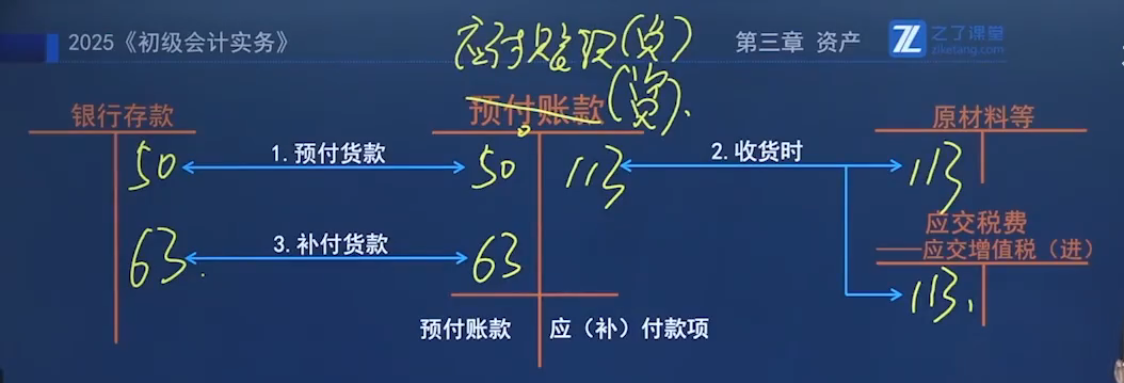 2025《初级会计实务》
应付账款(贷)
第三章 资产
之了课堂
zlketang.com
银行存款
预付账款(贷).
原材料等
50
1.预付货款
50
113
2.收货时
113
应交税费
——应交增值税（进）
63.
3.补付货款
63
113.
预付账款
应（补）付款项